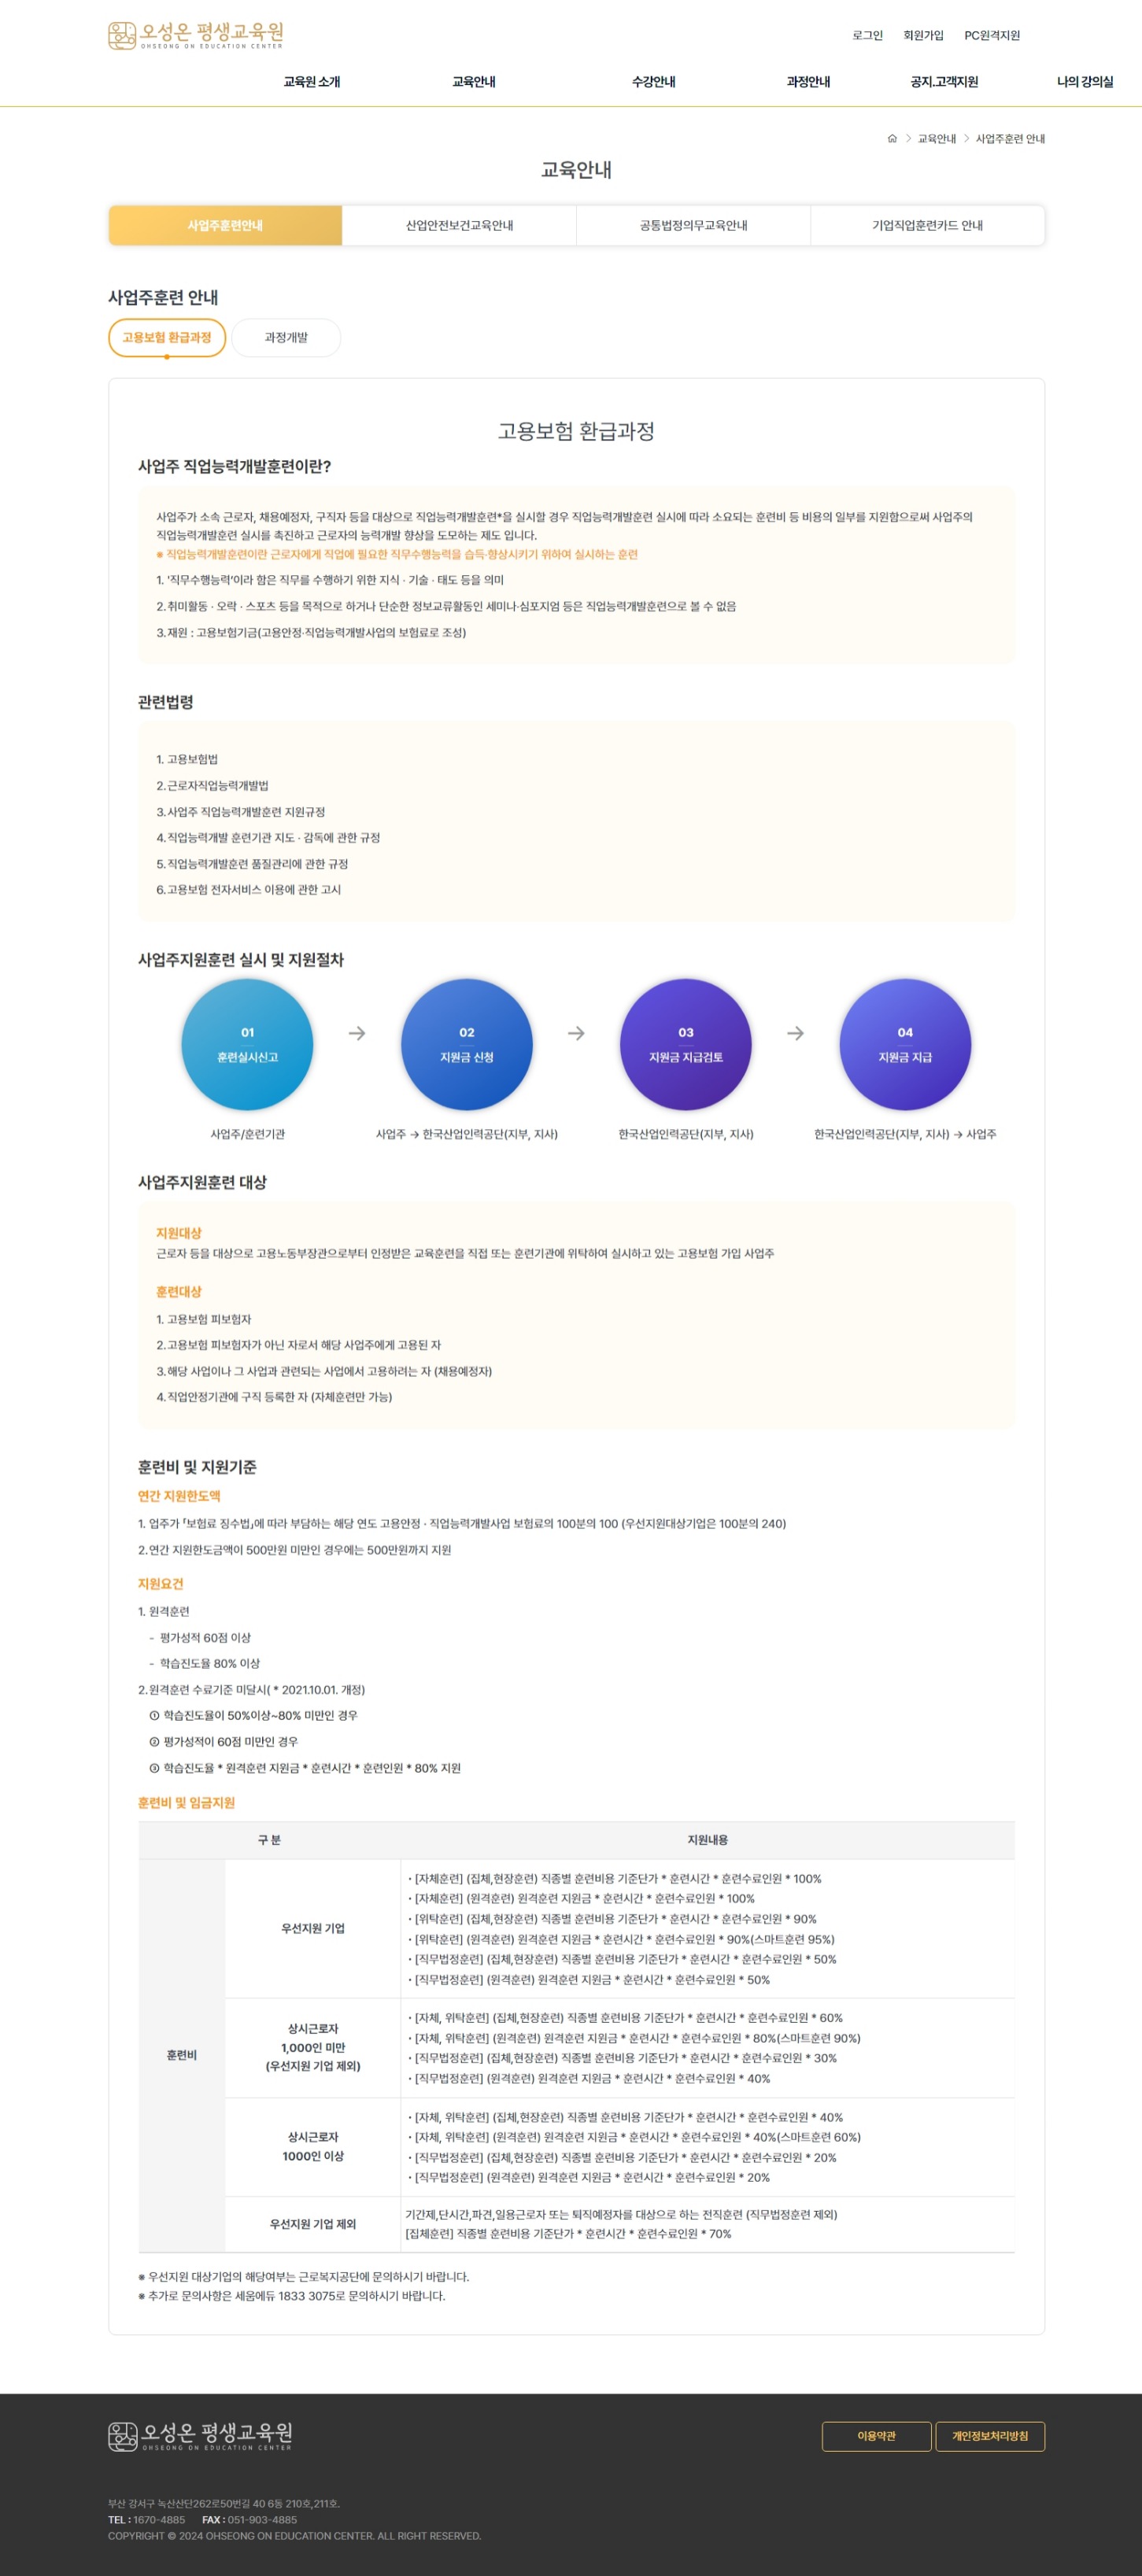 오성온 평생교육원
OHSEONG ON EDUCATION CENTER
로그인 회원가입 PC원격지원
교육원 소개 교육안내 수강안내 과정안내 공지.고객지원 나의 강의실
교육안내 사업주훈련 안내
교육안내
사업주훈련안내 산업안전보건교육안내 공통법정의무교육안내 기업직업훈련카드 안내
사업주훈련 안내
고용보험 환급과정 과정개발
고용보험 환급과정
사업주 직업능력개발훈련이란?
사업주가 소속 근로자, 채용예정자, 구직자 등을 대상으로 직업능력개발훈련*을 실시할 경우 직업능력개발훈련 실시에 따라 소요되는 훈련비 등 비용의 일부를 지원함으로써 사업주의
직업능력개발훈련 실시를 촉진하고 근로자의 능력개발 향상을 도모하는 제도 입니다.
※ 직업능력개발훈련이란 근로자에게 직업에 필요한 직무수행능력을 습득·향상시키기 위하여 실시하는 훈련
1. '직무수행능력'이라 함은 직무를 수행하기 위한 지식 · 기술 · 태도 등을 의미
2. 취미활동 · 오락 · 스포츠 등을 목적으로 하거나 단순한 정보교류활동인 세미나·심포지엄 등은 직업능력개발훈련으로 볼 수 없음
3. 재원 : 고용보험기금(고용안정·직업능력개발사업의 보험료로 조성)
관련법령
1. 고용보험법
2. 근로자직업능력개발법
3. 사업주 직업능력개발훈련 지원규정
4. 직업능력개발 훈련기관 지도 · 감독에 관한 규정
5. 직업능력개발훈련 품질관리에 관한 규정
6. 고용보험 전자서비스 이용에 관한 고시
사업주지원훈련 실시 및 지원절차
01 → 02 → 03 → 04
훈련실시신고 지원금 신청 지원금 지급검토 지원금 지급
사업주/훈련기관 사업주 → 한국산업인력공단(지부, 지사) 한국산업인력공단(지부, 지사) 한국산업인력공단(지부, 지사) → 사업주
사업주지원훈련 대상
지원대상
근로자 등을 대상으로 고용노동부장관으로부터 인정받은 교육훈련을 직접 또는 훈련기관에 위탁하여 실시하고 있는 고용보험 가입 사업주
훈련대상
1. 고용보험 피보험자
2. 고용보험 피보험자가 아닌 자로서 해당 사업주에게 고용된 자
3. 해당 사업이나 그 사업과 관련되는 사업에서 고용하려는 자 (채용예정자)
4. 직업안정기관에 구직 등록한 자 (자체훈련만 가능)
훈련비 및 지원기준
연간 지원한도액
1. 업주가 「보험료 징수법」에 따라 부담하는 해당 연도 고용안정 · 직업능력개발사업 보험료의 100분의 100 (우선지원대상기업은 100분의 240)
2. 연간 지원한도금액이 500만원 미만인 경우에는 500만원까지 지원
지원요건
1. 원격훈련
- 평가성적 60점 이상
- 학습진도율 80% 이상
2. 원격훈련 수료기준 미달시( * 2021.10.01. 개정)
① 학습진도율이 50%이상~80% 미만인 경우
② 평가성적이 60점 미만인 경우
③ 학습진도율 * 원격훈련 지원금 * 훈련시간 * 훈련인원 * 80% 지원
훈련비 및 임금지원
구 분 지원내용
훈련비
우선지원 기업
• [자체훈련] (집체,현장훈련) 직종별 훈련비용 기준단가 * 훈련시간 * 훈련수료인원 * 100%
• [자체훈련] (원격훈련) 원격훈련 지원금 * 훈련시간 * 훈련수료인원 * 100%
• [위탁훈련] (집체,현장훈련) 직종별 훈련비용 기준단가 * 훈련시간 * 훈련수료인원 * 90%
• [위탁훈련] (원격훈련) 원격훈련 지원금 * 훈련시간 * 훈련수료인원 * 90%(스마트훈련 95%)
• [직무법정훈련] (집체,현장훈련) 직종별 훈련비용 기준단가 * 훈련시간 * 훈련수료인원 * 50%
• [직무법정훈련] (원격훈련) 원격훈련 지원금 * 훈련시간 * 훈련수료인원 * 50%
상시근로자
1,000인 미만
(우선지원 기업 제외)
• [자체, 위탁훈련] (집체,현장훈련) 직종별 훈련비용 기준단가 * 훈련시간 * 훈련수료인원 * 60%
• [자체, 위탁훈련] (원격훈련) 원격훈련 지원금 * 훈련시간 * 훈련수료인원 * 80%(스마트훈련 90%)
• [직무법정훈련] (집체,현장훈련) 직종별 훈련비용 기준단가 * 훈련시간 * 훈련수료인원 * 30%
• [직무법정훈련] (원격훈련) 원격훈련 지원금 * 훈련시간 * 훈련수료인원 * 40%
상시근로자
1000인 이상
• [자체, 위탁훈련] (집체,현장훈련) 직종별 훈련비용 기준단가 * 훈련시간 * 훈련수료인원 * 40%
• [자체, 위탁훈련] (원격훈련) 원격훈련 지원금 * 훈련시간 * 훈련수료인원 * 40%(스마트훈련 60%)
• [직무법정훈련] (집체,현장훈련) 직종별 훈련비용 기준단가 * 훈련시간 * 훈련수료인원 * 20%
• [직무법정훈련] (원격훈련) 원격훈련 지원금 * 훈련시간 * 훈련수료인원 * 20%
우선지원 기업 제외
기간제,단시간,파견,일용근로자 또는 퇴직예정자를 대상으로 하는 전직훈련 (직무법정훈련 제외)
[집체훈련] 직종별 훈련비용 기준단가 * 훈련시간 * 훈련수료인원 * 70%
※ 우선지원 대상기업의 해당여부는 근로복지공단에 문의하시기 바랍니다.
※ 추가로 문의사항은 세움에듀 1833 3075로 문의하시기 바랍니다.
오성온 평생교육원
OHSEONG ON EDUCATION CENTER
이용약관 개인정보처리방침
부산 강서구 녹산산단262로50번길 40 6동 210호,211호.
TEL : 1670-4885 FAX : 051-903-4885
COPYRIGHT © 2024 OHSEONG ON EDUCATION CENTER. ALL RIGHT RESERVED.